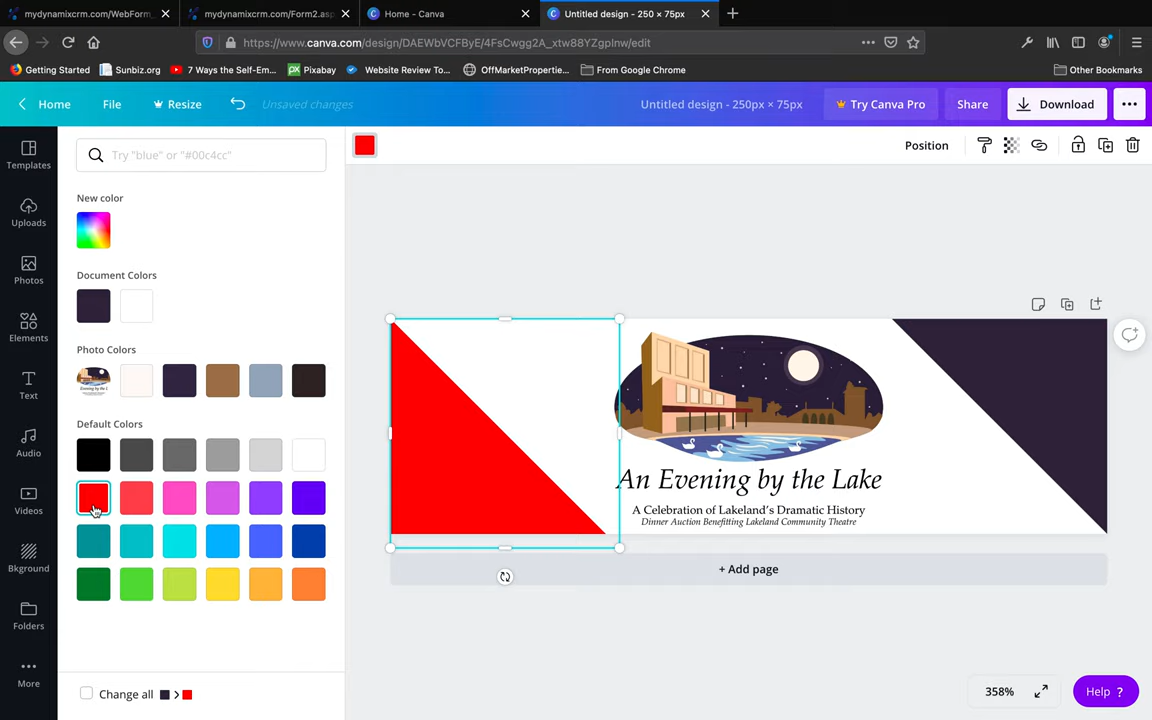 mydynamixcrm.com/WebForm
mydynamixcrm.com/Form2.asp
Home - Canva
Untitled design - 250 × 75px
https://www.canva.com/design/DAEWbVCFByE/4FsCwgg2A_xtw88YZgplnw/edit
Getting Started
Sunbiz.org
7 Ways the Self-Em...
Pixabay
Website Review To...
OffMarketPropertie...
From Google Chrome
Other Bookmarks
Home
File
Resize
Unsaved changes
Untitled design - 250px × 75px
Try Canva Pro
Share
Download
Templates
Uploads
Photos
Elements
Text
Audio
Videos
Bkground
Folders
More
Try "blue" or "#00c4cc"
New color
Document Colors
Photo Colors
Default Colors
Change all
Position
An Evening by the Lake
A Celebration of Lakeland's Dramatic History
Dinner Auction Benefitting Lakeland Community Theatre
+ Add page
358%
Help ?